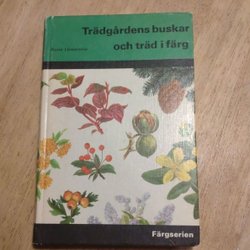 Trädgårdens buskar
och träd i färg
Färgserien